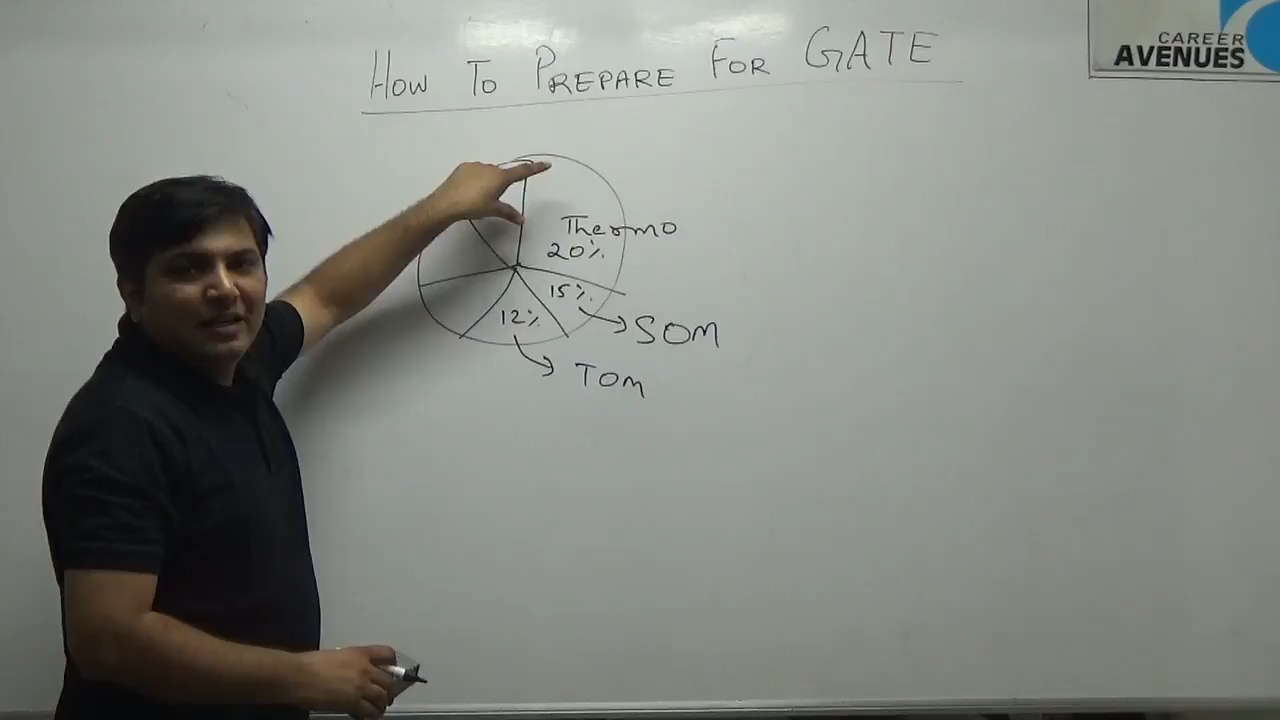 HOW TO PREPARE FOR GATE
CAREER
AVENUES
Thermo
20%.
15%.
SOM
12%
TOM